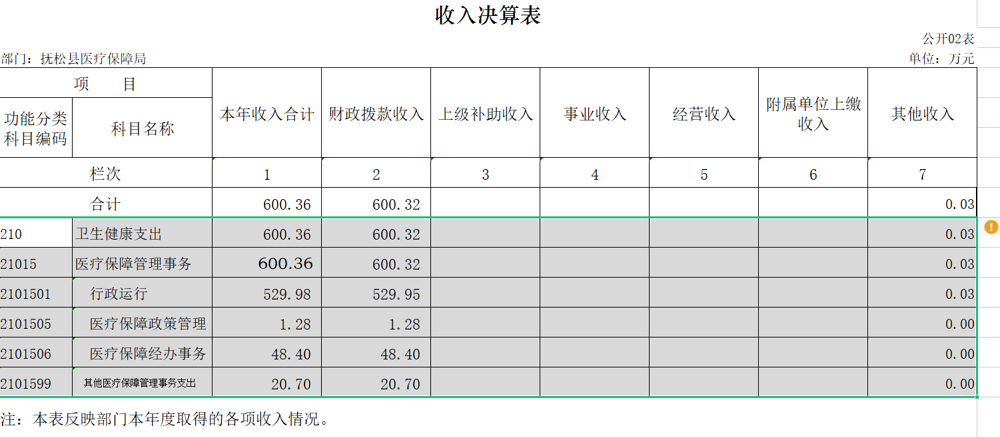 收入决算表
公开02表
部门：抚松县医疗保障局 单位：万元
项 目 本年收入合计 财政拨款收入 上级补助收入 事业收入 经营收入 附属单位上缴收入 其他收入
功能分类科目编码 科目名称
栏次 1 2 3 4 5 6 7
合计 600.36 600.32 0.03
210 卫生健康支出 600.36 600.32 0.03
21015 医疗保障管理事务 600.36 600.32 0.03
2101501 行政运行 529.98 529.95 0.03
2101505 医疗保障政策管理 1.28 1.28 0.00
2101506 医疗保障经办事务 48.40 48.40 0.00
2101599 其他医疗保障管理事务支出 20.70 20.70 0.00
注：本表反映部门本年度取得的各项收入情况。